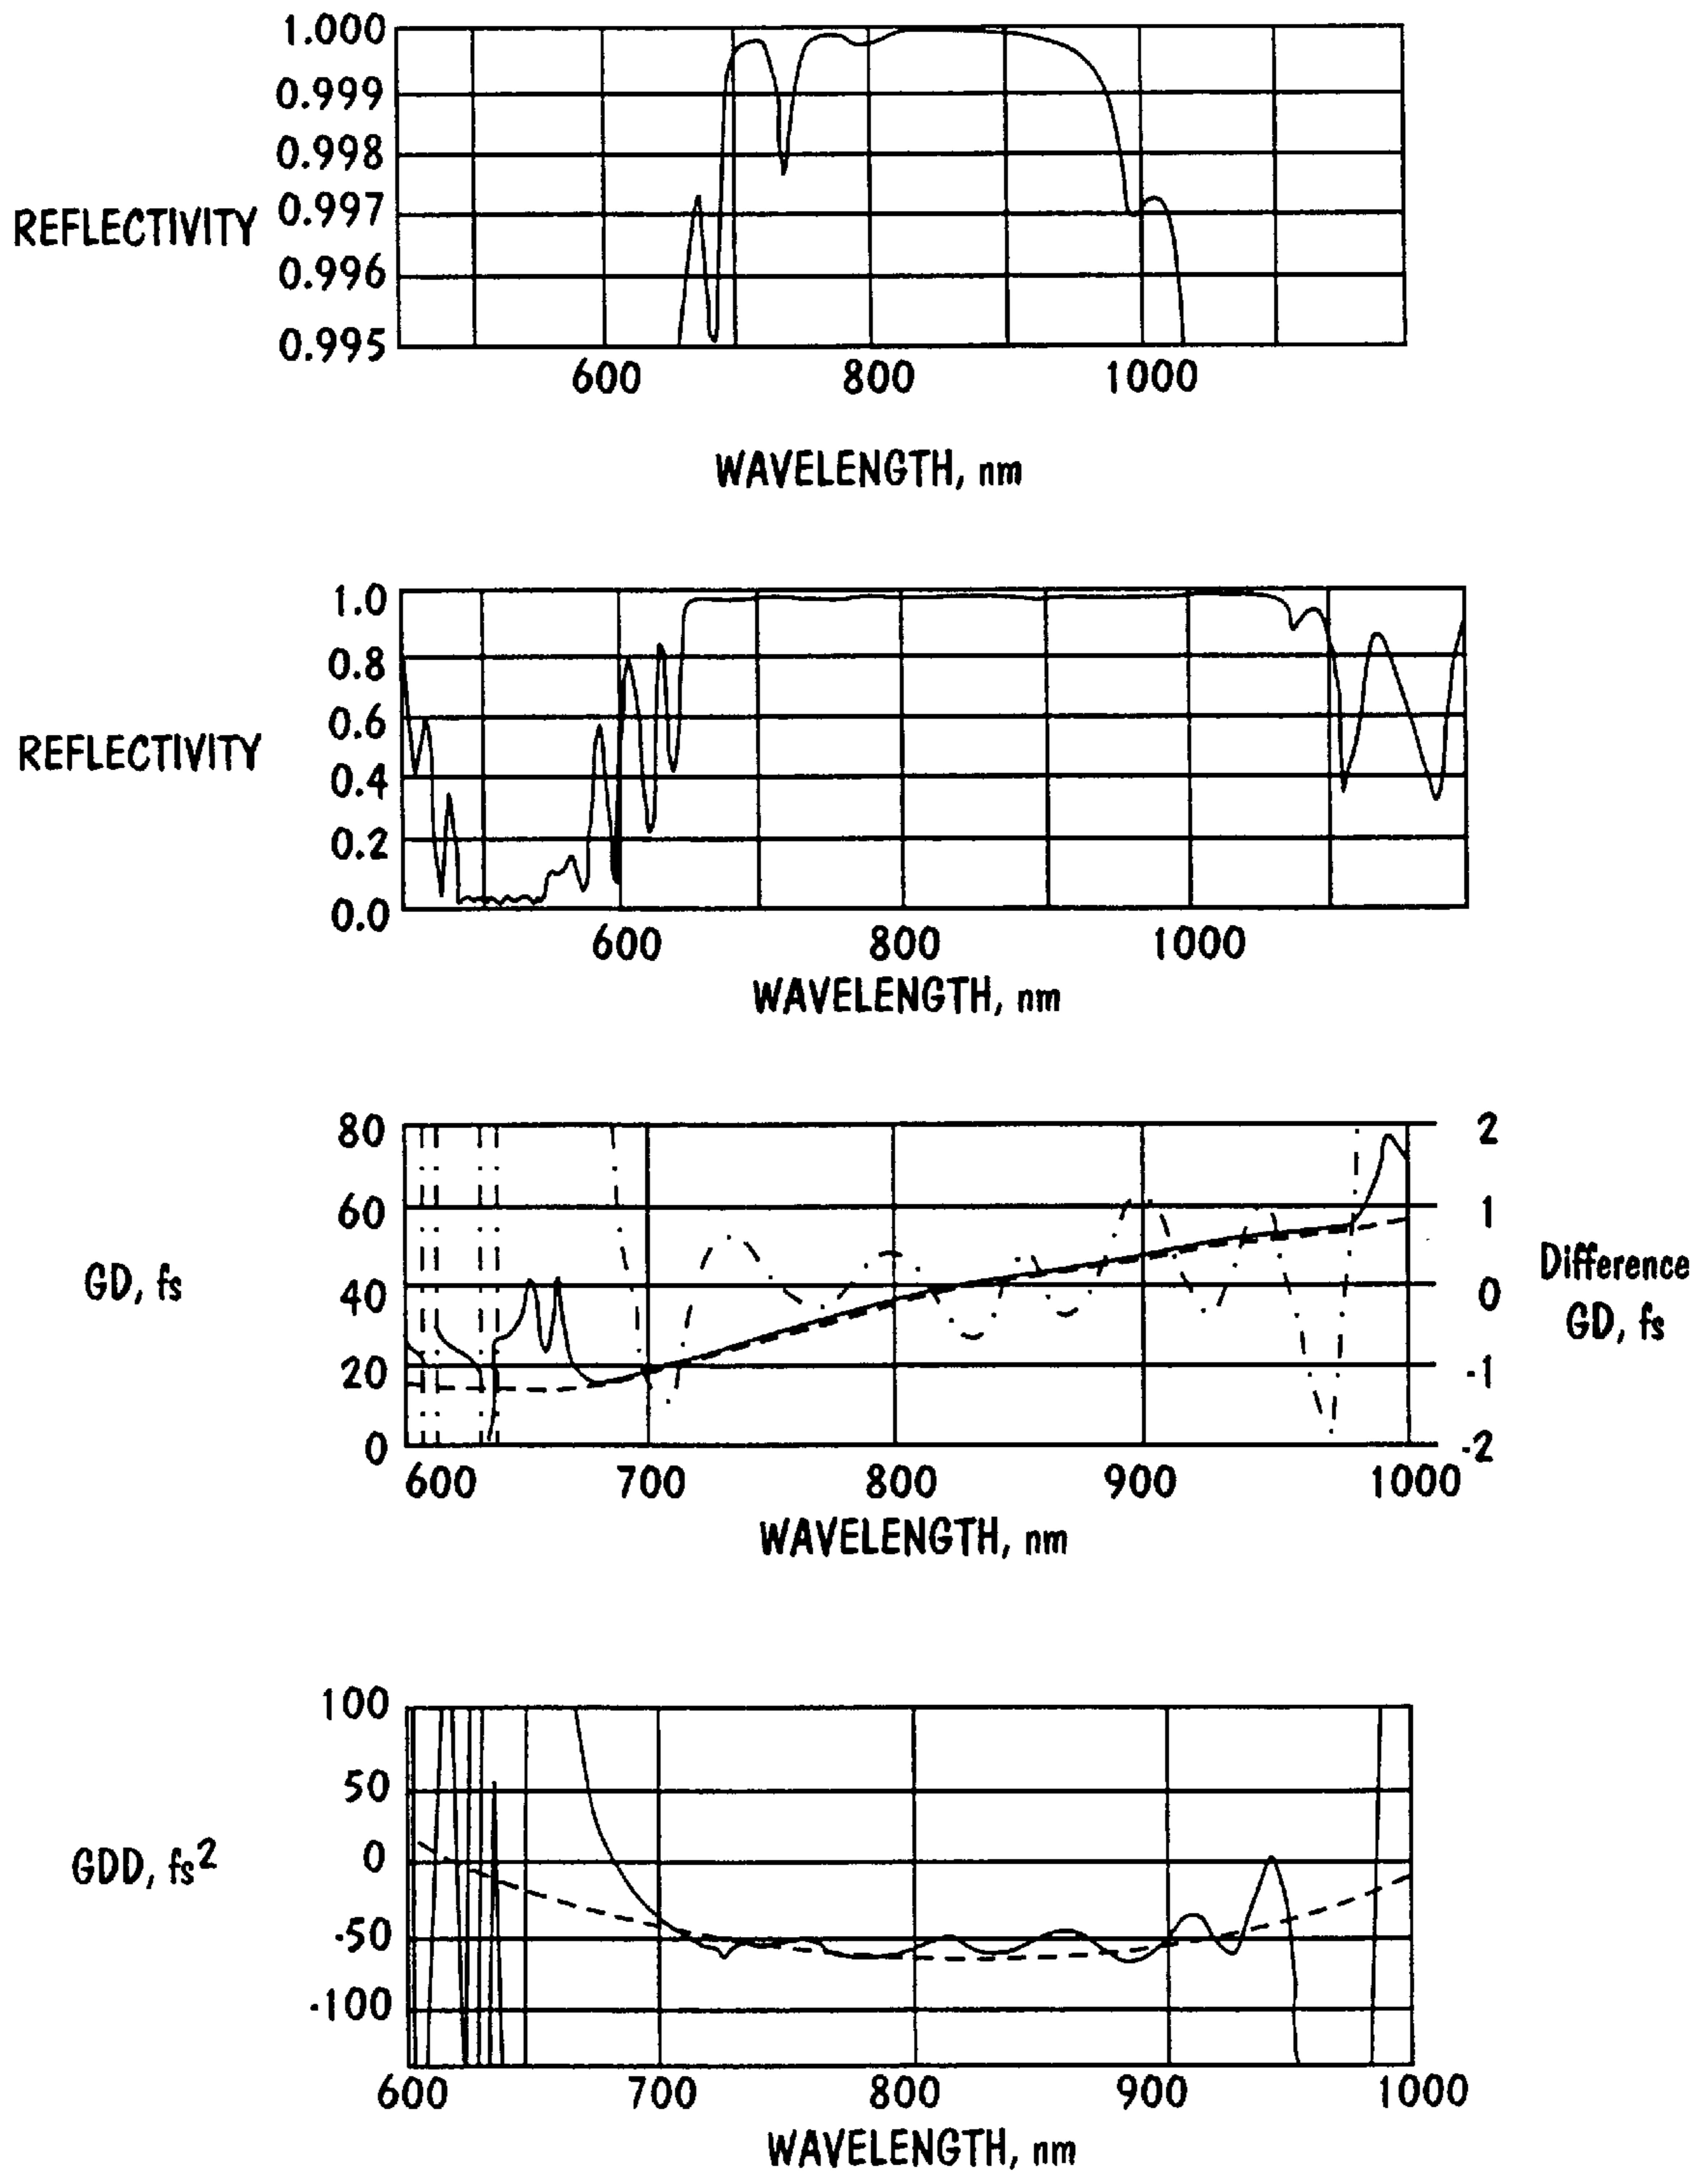 1.000
0.999
0.998
0.997
0.996
0.995
REFLECTIVITY
600 800 1000
WAVELENGTH, nm
1.0
0.8
0.6
0.4
0.2
0.0
REFLECTIVITY
600 800 1000
WAVELENGTH, nm
80
60
40
20
0
GD, fs
2
1
0
-1
-2
Difference
GD, fs
600 700 800 900 1000
WAVELENGTH, nm
100
50
0
-50
-100
GDD, fs²
600 700 800 900 1000
WAVELENGTH, nm